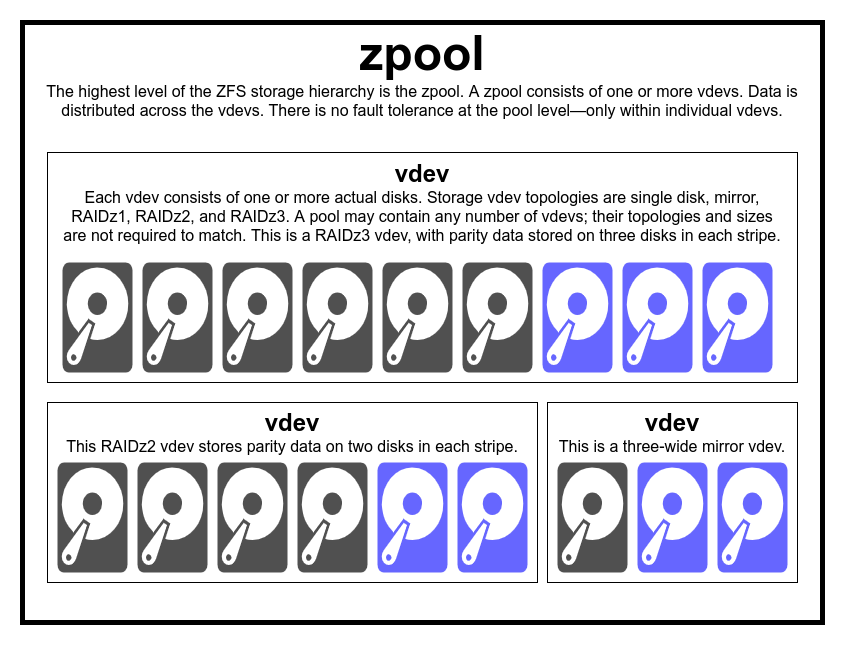 zpool
The highest level of the ZFS storage hierarchy is the zpool. A zpool consists of one or more vdevs. Data is
distributed across the vdevs. There is no fault tolerance at the pool level—only within individual vdevs.
vdev
Each vdev consists of one or more actual disks. Storage vdev topologies are single disk, mirror,
RAIDz1, RAIDz2, and RAIDz3. A pool may contain any number of vdevs; their topologies and sizes
are not required to match. This is a RAIDz3 vdev, with parity data stored on three disks in each stripe.
vdev
This RAIDz2 vdev stores parity data on two disks in each stripe.
vdev
This is a three-wide mirror vdev.